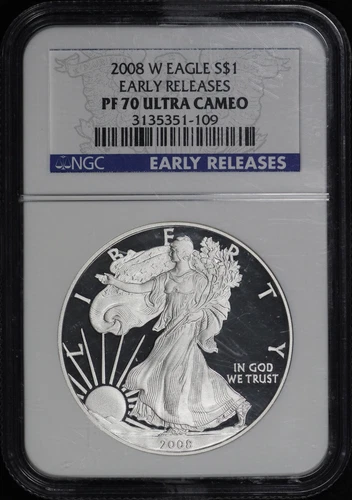 2008 W EAGLE S$1
EARLY RELEASES
PF 70 ULTRA CAMEO
3135351-109
NGC EARLY RELEASES
LIBERTY
IN GOD
WE TRUST
2008